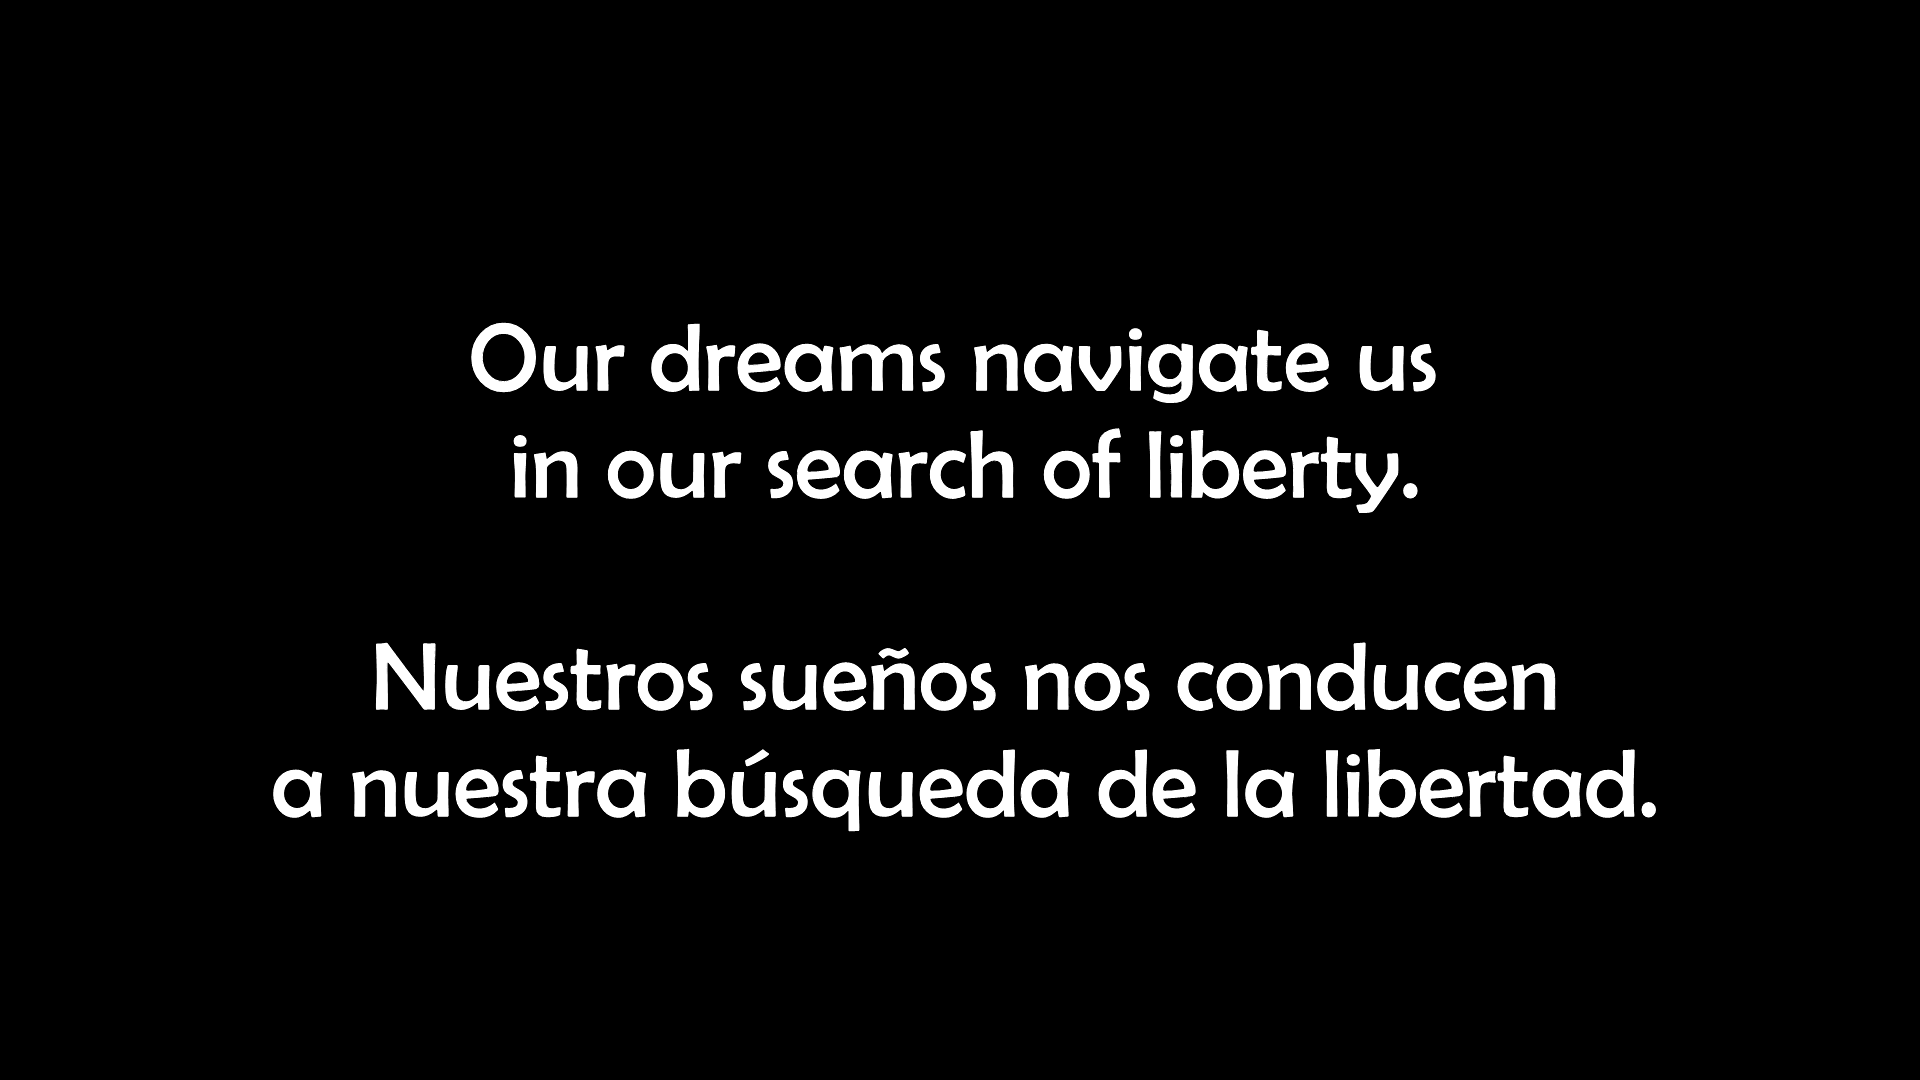 Our dreams navigate us
in our search of liberty.
Nuestros sueños nos conducen
a nuestra búsqueda de la libertad.